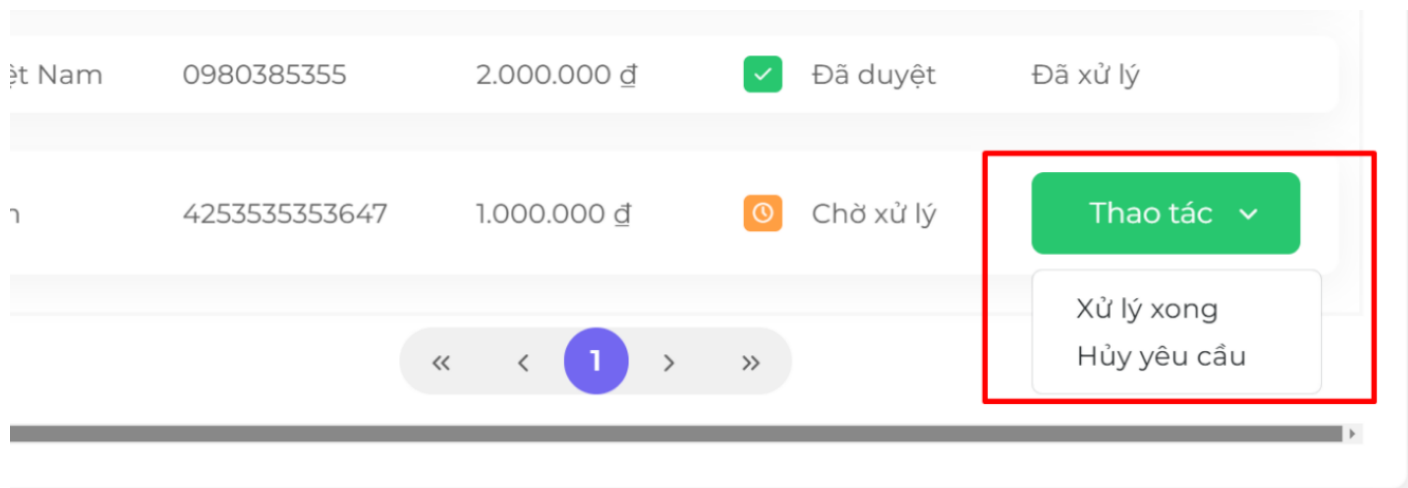 ệt Nam 0980385355 2.000.000 ₫ Đã duyệt Đã xử lý
4253535353647 1.000.000 ₫ Chờ xử lý Thao tác
Xử lý xong
Hủy yêu cầu
« ‹ 1 › »